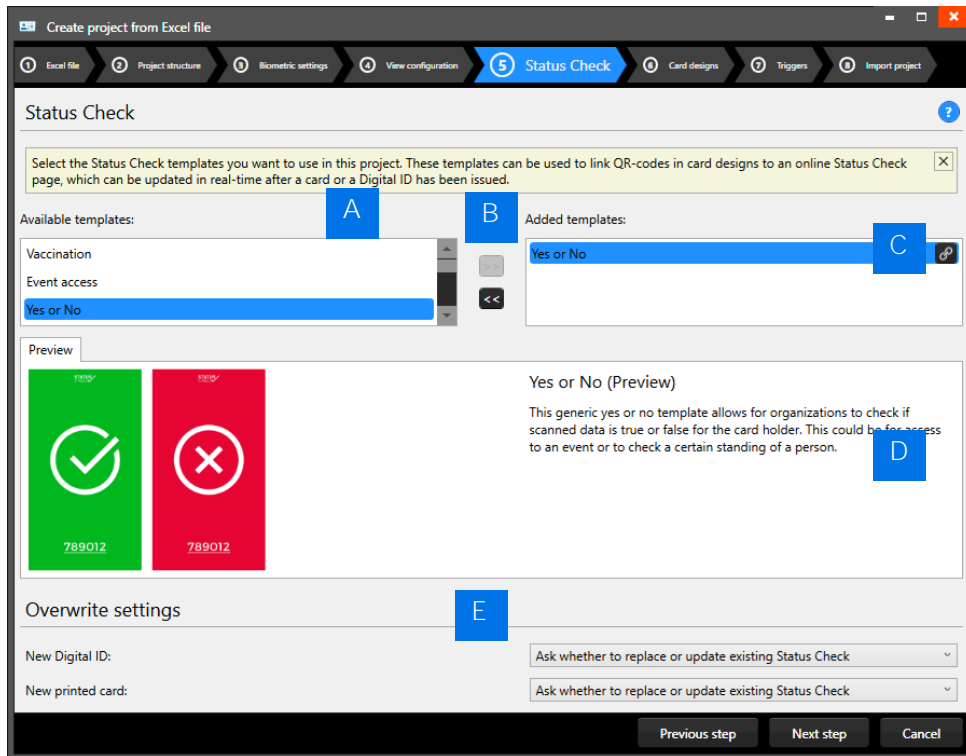 Create project from Excel file
1 Excel file 2 Project structure 3 Biometric settings 4 View configuration 5 Status Check 6 Card designs 7 Triggers 8 Import project
Status Check
?
Select the Status Check templates you want to use in this project. These templates can be used to link QR-codes in card designs to an online Status Check
page, which can be updated in real-time after a card or a Digital ID has been issued.
A
B
Available templates:
Added templates:
Vaccination
Event access
Yes or No
>>
<<
Yes or No
C
Preview
STATUS CHECK
789012
STATUS CHECK
789012
Yes or No (Preview)
This generic yes or no template allows for organizations to check if
scanned data is true or false for the card holder. This could be for access
to an event or to check a certain standing of a person.
D
Overwrite settings
E
New Digital ID:
Ask whether to replace or update existing Status Check
New printed card:
Ask whether to replace or update existing Status Check
Previous step
Next step
Cancel